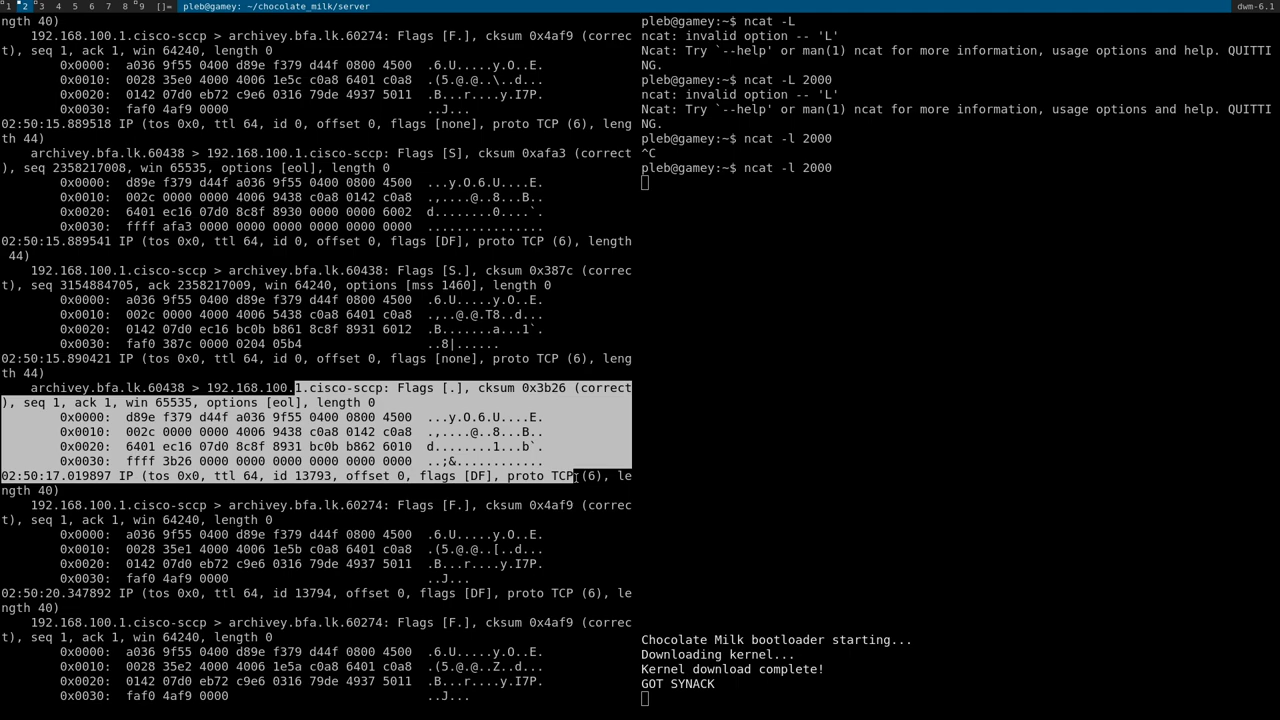 1 2 3 4 5 6 7 8 9 []= pleb@gamey: ~/chocolate_milk/server dwm-6.1
ngth 40)
    192.168.100.1.cisco-sccp > archivey.bfa.lk.60274: Flags [F.], cksum 0x4af9 (correc
t), seq 1, ack 1, win 64240, length 0
        0x0000:  a036 9f55 0400 d89e f379 d44f 0800 4500  .6.U.....y.O..E.
        0x0010:  0028 35e0 4000 4006 1e5c c0a8 6401 c0a8  .(5.@.@..\..d...
        0x0020:  0142 07d0 eb72 c9e6 0316 79de 4937 5011  .B...r....y.I7P.
        0x0030:  faf0 4af9 0000                           ..J...
02:50:15.889518 IP (tos 0x0, ttl 64, id 0, offset 0, flags [none], proto TCP (6), leng
th 44)
    archivey.bfa.lk.60438 > 192.168.100.1.cisco-sccp: Flags [S], cksum 0xafa3 (correct
), seq 2358217008, win 65535, options [eol], length 0
        0x0000:  d89e f379 d44f a036 9f55 0400 0800 4500  ...y.O.6.U....E.
        0x0010:  002c 0000 0000 4006 9438 c0a8 0142 c0a8  .,....@..8...B..
        0x0020:  6401 ec16 07d0 8c8f 8930 0000 0000 6002  d........0....`.
        0x0030:  ffff afa3 0000 0000 0000 0000 0000 0000  ................
02:50:15.889541 IP (tos 0x0, ttl 64, id 0, offset 0, flags [DF], proto TCP (6), length
 44)
    192.168.100.1.cisco-sccp > archivey.bfa.lk.60438: Flags [S.], cksum 0x387c (correc
t), seq 3154884705, ack 2358217009, win 64240, options [mss 1460], length 0
        0x0000:  a036 9f55 0400 d89e f379 d44f 0800 4500  .6.U.....y.O..E.
        0x0010:  002c 0000 4000 4006 5438 c0a8 6401 c0a8  .,..@.@.T8..d...
        0x0020:  0142 07d0 ec16 bc0b b861 8c8f 8931 6012  .B.......a...1`.
        0x0030:  faf0 387c 0000 0204 05b4                 ..8|......
02:50:15.890421 IP (tos 0x0, ttl 64, id 0, offset 0, flags [none], proto TCP (6), leng
th 44)
    archivey.bfa.lk.60438 > 192.168.100.1.cisco-sccp: Flags [.], cksum 0x3b26 (correct
), seq 1, ack 1, win 65535, options [eol], length 0
        0x0000:  d89e f379 d44f a036 9f55 0400 0800 4500  ...y.O.6.U....E.
        0x0010:  002c 0000 0000 4006 9438 c0a8 0142 c0a8  .,....@..8...B..
        0x0020:  6401 ec16 07d0 8c8f 8931 bc0b b862 6010  d........1...b`.
        0x0030:  ffff 3b26 0000 0000 0000 0000 0000 0000  ..;&............
02:50:17.019897 IP (tos 0x0, ttl 64, id 13793, offset 0, flags [DF], proto TCP (6), le
ngth 40)
    192.168.100.1.cisco-sccp > archivey.bfa.lk.60274: Flags [F.], cksum 0x4af9 (correc
t), seq 1, ack 1, win 64240, length 0
        0x0000:  a036 9f55 0400 d89e f379 d44f 0800 4500  .6.U.....y.O..E.
        0x0010:  0028 35e1 4000 4006 1e5b c0a8 6401 c0a8  .(5.@.@..[..d...
        0x0020:  0142 07d0 eb72 c9e6 0316 79de 4937 5011  .B...r....y.I7P.
        0x0030:  faf0 4af9 0000                           ..J...
02:50:20.347892 IP (tos 0x0, ttl 64, id 13794, offset 0, flags [DF], proto TCP (6), le
ngth 40)
    192.168.100.1.cisco-sccp > archivey.bfa.lk.60274: Flags [F.], cksum 0x4af9 (correc
t), seq 1, ack 1, win 64240, length 0
        0x0000:  a036 9f55 0400 d89e f379 d44f 0800 4500  .6.U.....y.O..E.
        0x0010:  0028 35e2 4000 4006 1e5a c0a8 6401 c0a8  .(5.@.@..Z..d...
        0x0020:  0142 07d0 eb72 c9e6 0316 79de 4937 5011  .B...r....y.I7P.
        0x0030:  faf0 4af9 0000                           ..J...
pleb@gamey:~$ ncat -L
ncat: invalid option -- 'L'
Ncat: Try `--help' or man(1) ncat for more information, usage options and help. QUITTI
NG.
pleb@gamey:~$ ncat -L 2000
ncat: invalid option -- 'L'
Ncat: Try `--help' or man(1) ncat for more information, usage options and help. QUITTI
NG.
pleb@gamey:~$ ncat -l 2000
^C
pleb@gamey:~$ ncat -l 2000
Chocolate Milk bootloader starting...
Downloading kernel...
Kernel download complete!
GOT SYNACK